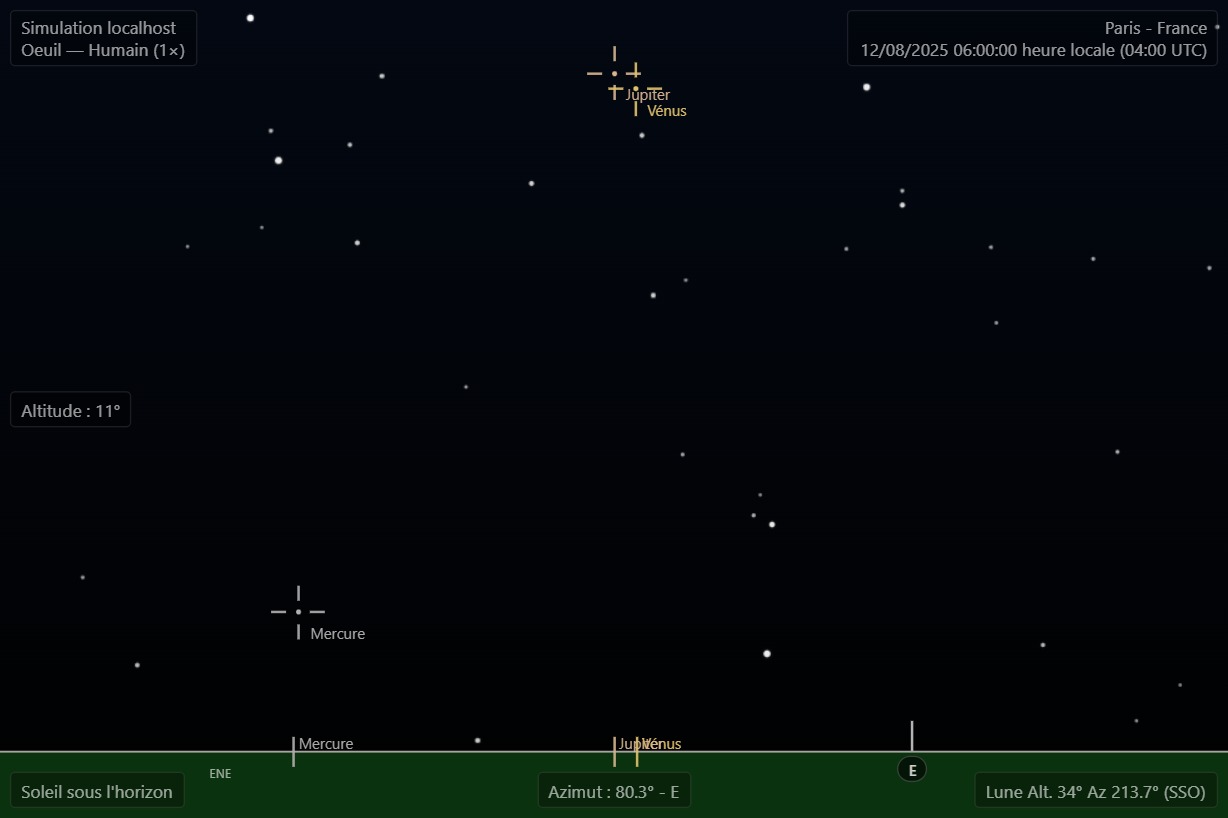 Simulation localhost
Oeuil — Humain (1×)
Paris - France
12/08/2025 06:00:00 heure locale (04:00 UTC)
Jupiter
Vénus
Altitude : 11°
Mercure
Mercure
Jupiter
Vénus
ENE
E
Soleil sous l'horizon
Azimut : 80.3° - E
Lune Alt. 34° Az 213.7° (SSO)